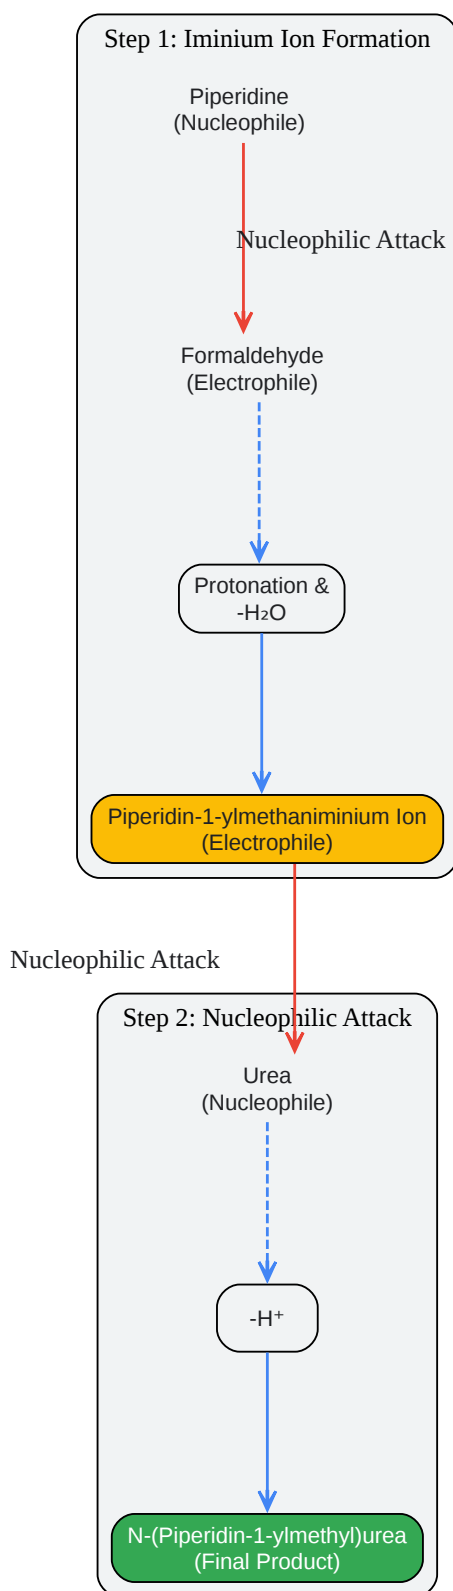 Step 1: Iminium Ion Formation
Piperidine
(Nucleophile)
Nucleophilic Attack
Formaldehyde
(Electrophile)
Protonation &
-H₂O
Piperidin-1-ylmethaniminium Ion
(Electrophile)
Nucleophilic Attack
Step 2: Nucleophilic Attack
Urea
(Nucleophile)
-H⁺
N-(Piperidin-1-ylmethyl)urea
(Final Product)